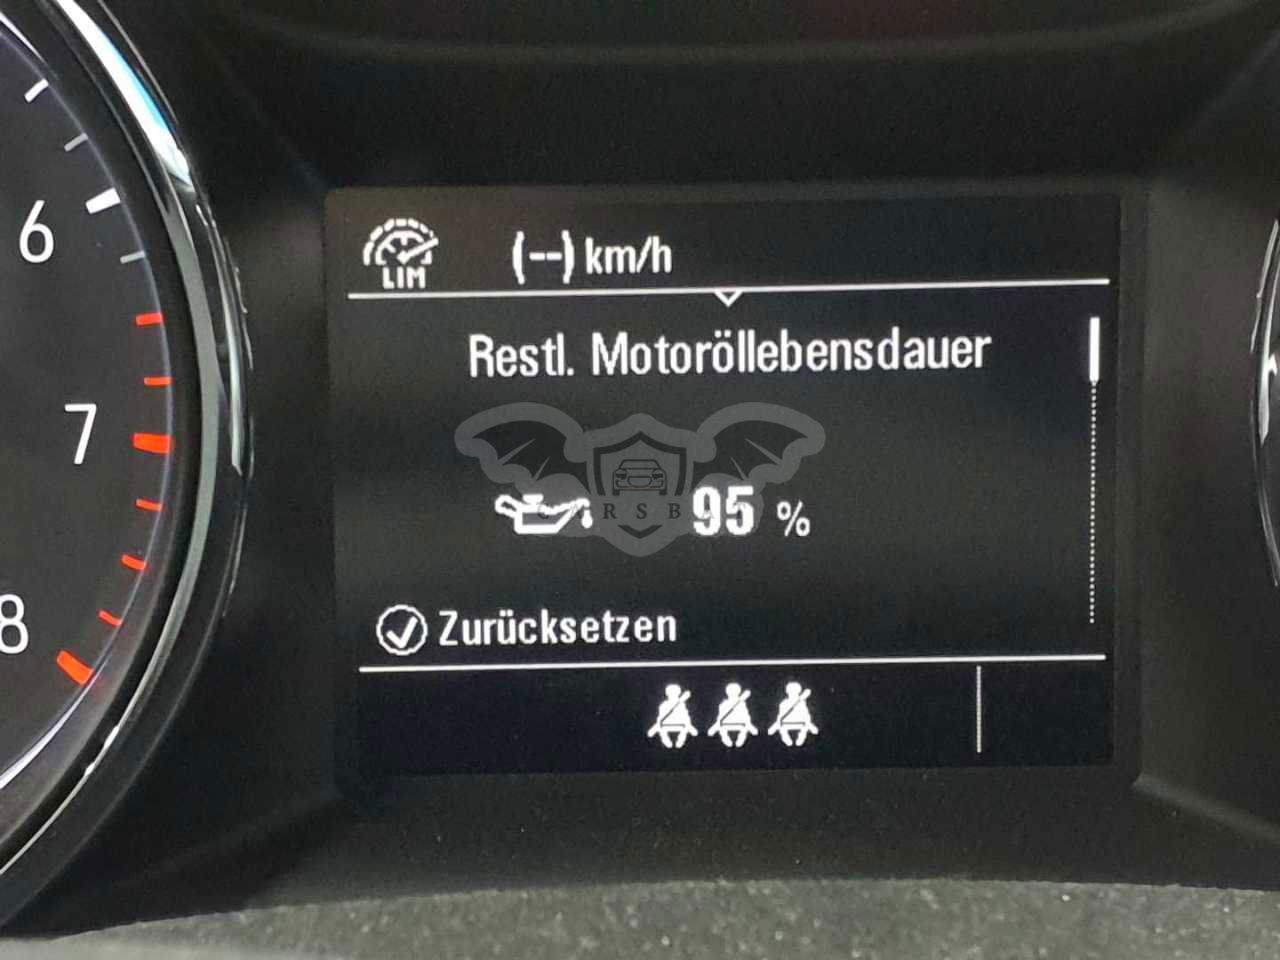 6
7
8
LIM
(--) km/h
Restl. Motoröllebensdauer
95 %
Zurücksetzen